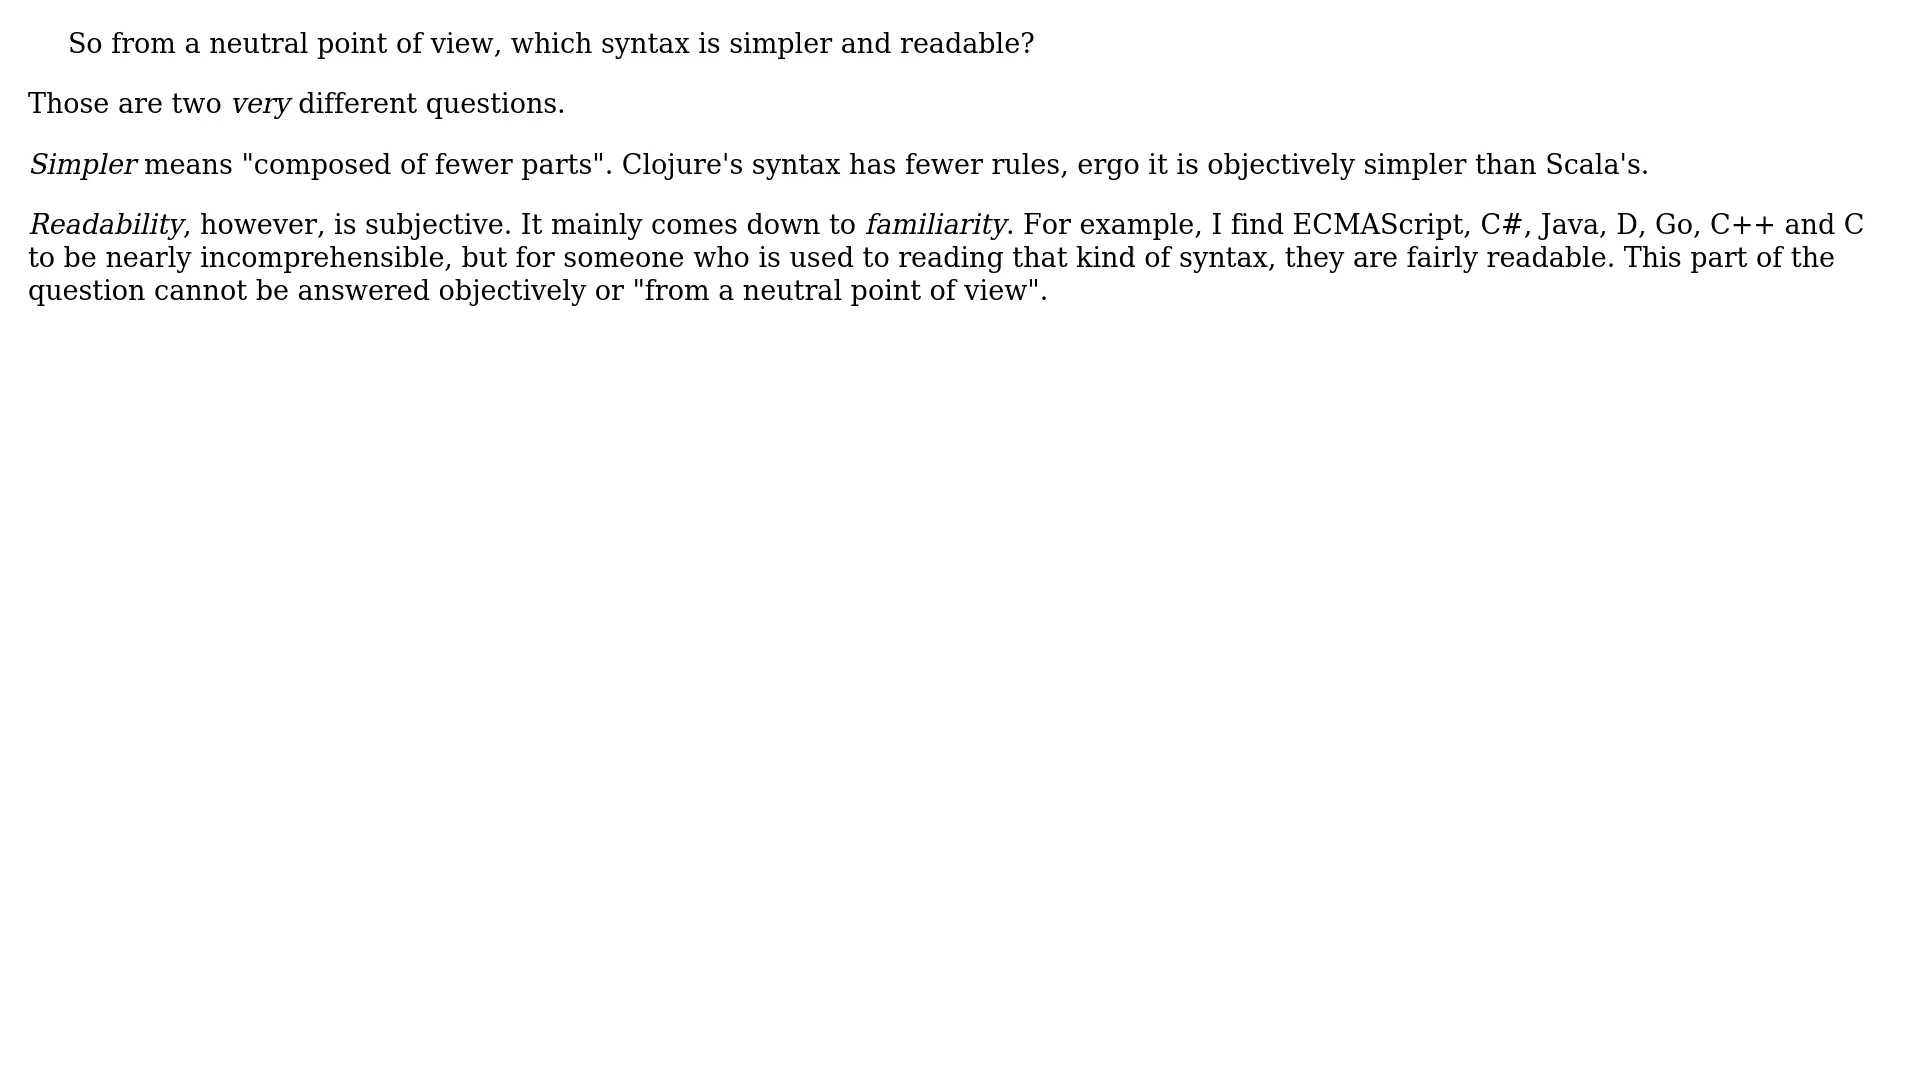 So from a neutral point of view, which syntax is simpler and readable?
Those are two very different questions.
Simpler means "composed of fewer parts". Clojure's syntax has fewer rules, ergo it is objectively simpler than Scala's.
Readability, however, is subjective. It mainly comes down to familiarity. For example, I find ECMAScript, C#, Java, D, Go, C++ and C
to be nearly incomprehensible, but for someone who is used to reading that kind of syntax, they are fairly readable. This part of the
question cannot be answered objectively or "from a neutral point of view".